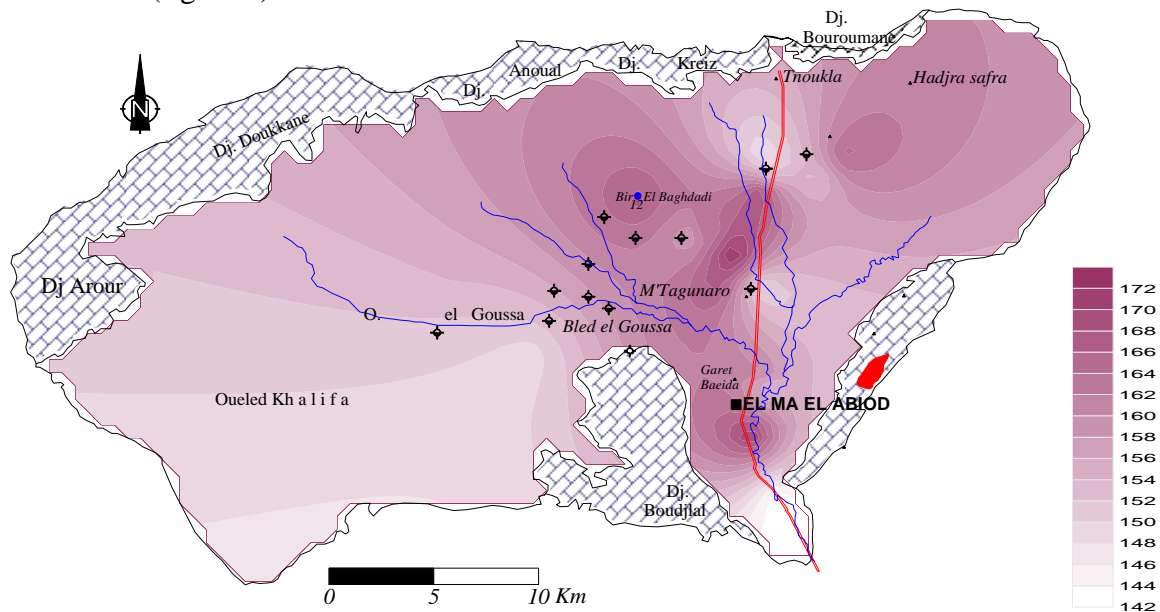 Dj.
Bouroumane
Anoual
Dj.
Kreiz
Dj.
Tnoukla
Hadjra safra
Dj. Doukkane
N
Bir El Baghdadi
12
Dj Arour
M'Tagunaro
O. el Goussa
Bled el Goussa
Garet
Baeida
EL MA EL ABIOD
Oueled Kh a l i f a
Dj.
Boudjlal
0 5 10 Km
172
170
168
166
164
162
160
158
156
154
152
150
148
146
144
142